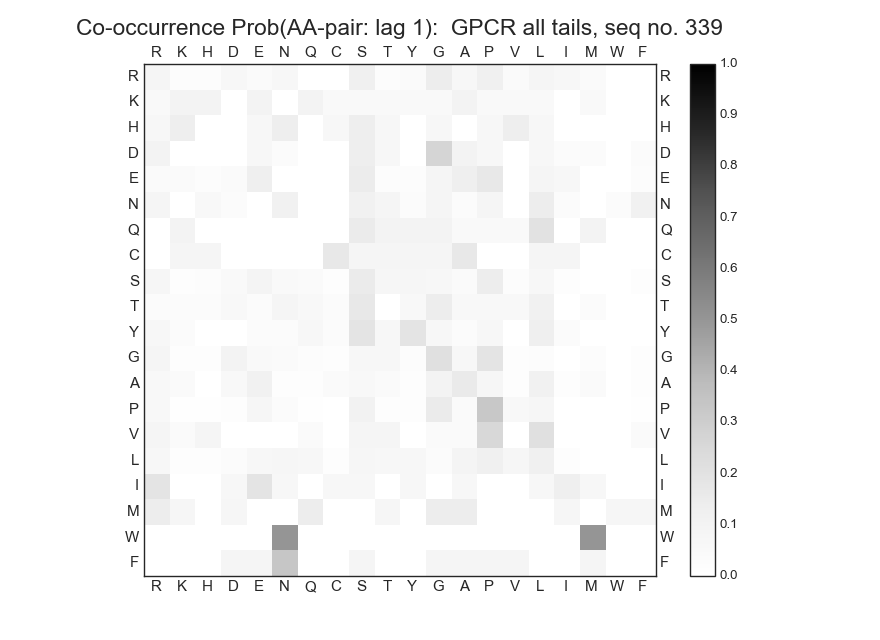 Co-occurrence Prob(AA-pair: lag 1):  GPCR all tails, seq no. 339
R K H D E N Q C S T Y G A P V L I M W F
R R
K K
H H
D D
E E
N N
Q Q
C C
S S
T T
Y Y
G G
A A
P P
V V
L L
I I
M M
W W
F F
R K H D E N Q C S T Y G A P V L I M W F
1.0
0.9
0.8
0.7
0.6
0.5
0.4
0.3
0.2
0.1
0.0